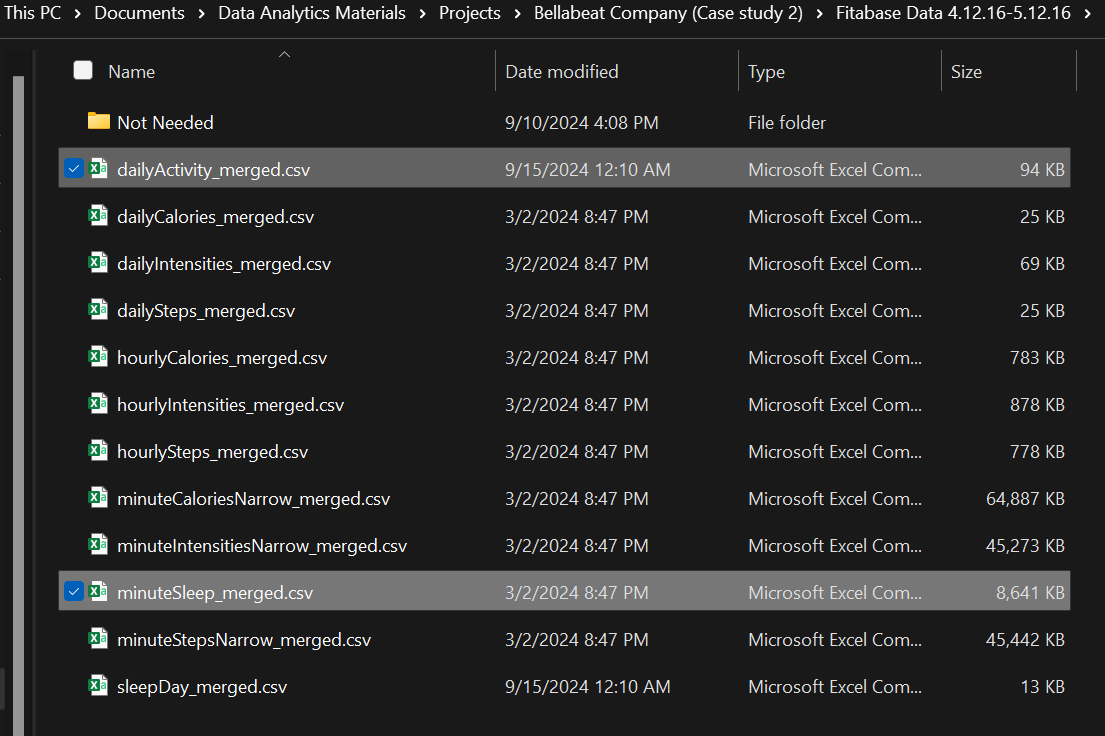 This PC > Documents > Data Analytics Materials > Projects > Bellabeat Company (Case study 2) > Fitabase Data 4.12.16-5.12.16 >
Name Date modified Type Size
Not Needed 9/10/2024 4:08 PM File folder
dailyActivity_merged.csv 9/15/2024 12:10 AM Microsoft Excel Com... 94 KB
dailyCalories_merged.csv 3/2/2024 8:47 PM Microsoft Excel Com... 25 KB
dailyIntensities_merged.csv 3/2/2024 8:47 PM Microsoft Excel Com... 69 KB
dailySteps_merged.csv 3/2/2024 8:47 PM Microsoft Excel Com... 25 KB
hourlyCalories_merged.csv 3/2/2024 8:47 PM Microsoft Excel Com... 783 KB
hourlyIntensities_merged.csv 3/2/2024 8:47 PM Microsoft Excel Com... 878 KB
hourlySteps_merged.csv 3/2/2024 8:47 PM Microsoft Excel Com... 778 KB
minuteCaloriesNarrow_merged.csv 3/2/2024 8:47 PM Microsoft Excel Com... 64,887 KB
minuteIntensitiesNarrow_merged.csv 3/2/2024 8:47 PM Microsoft Excel Com... 45,273 KB
minuteSleep_merged.csv 3/2/2024 8:47 PM Microsoft Excel Com... 8,641 KB
minuteStepsNarrow_merged.csv 3/2/2024 8:47 PM Microsoft Excel Com... 45,442 KB
sleepDay_merged.csv 9/15/2024 12:10 AM Microsoft Excel Com... 13 KB